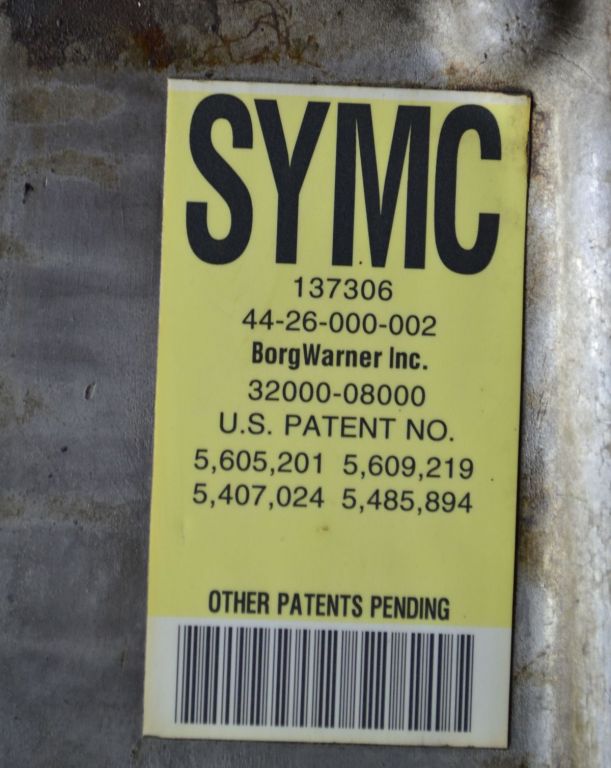 SYMC
137306
44-26-000-002
BorgWarner Inc.
32000-08000
U.S. PATENT NO.
5,605,201 5,609,219
5,407,024 5,485,894
OTHER PATENTS PENDING